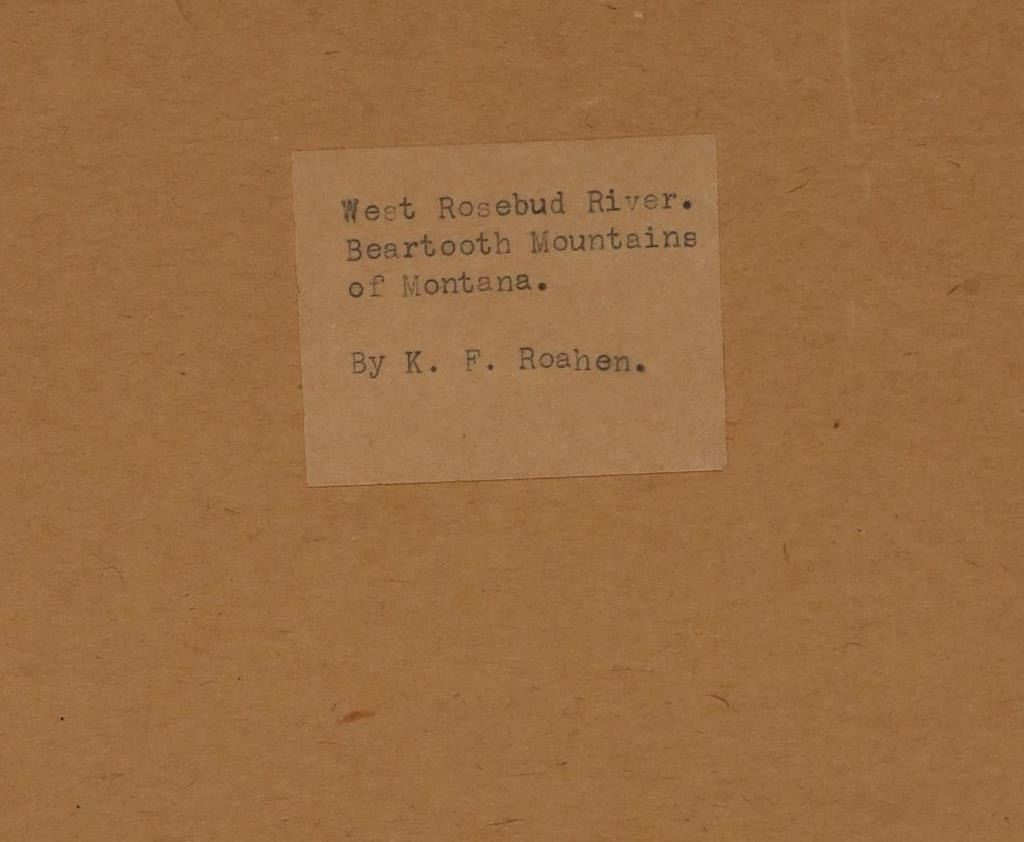 West Rosebud River.
Beartooth Mountains
of Montana.
By K. F. Roahen.